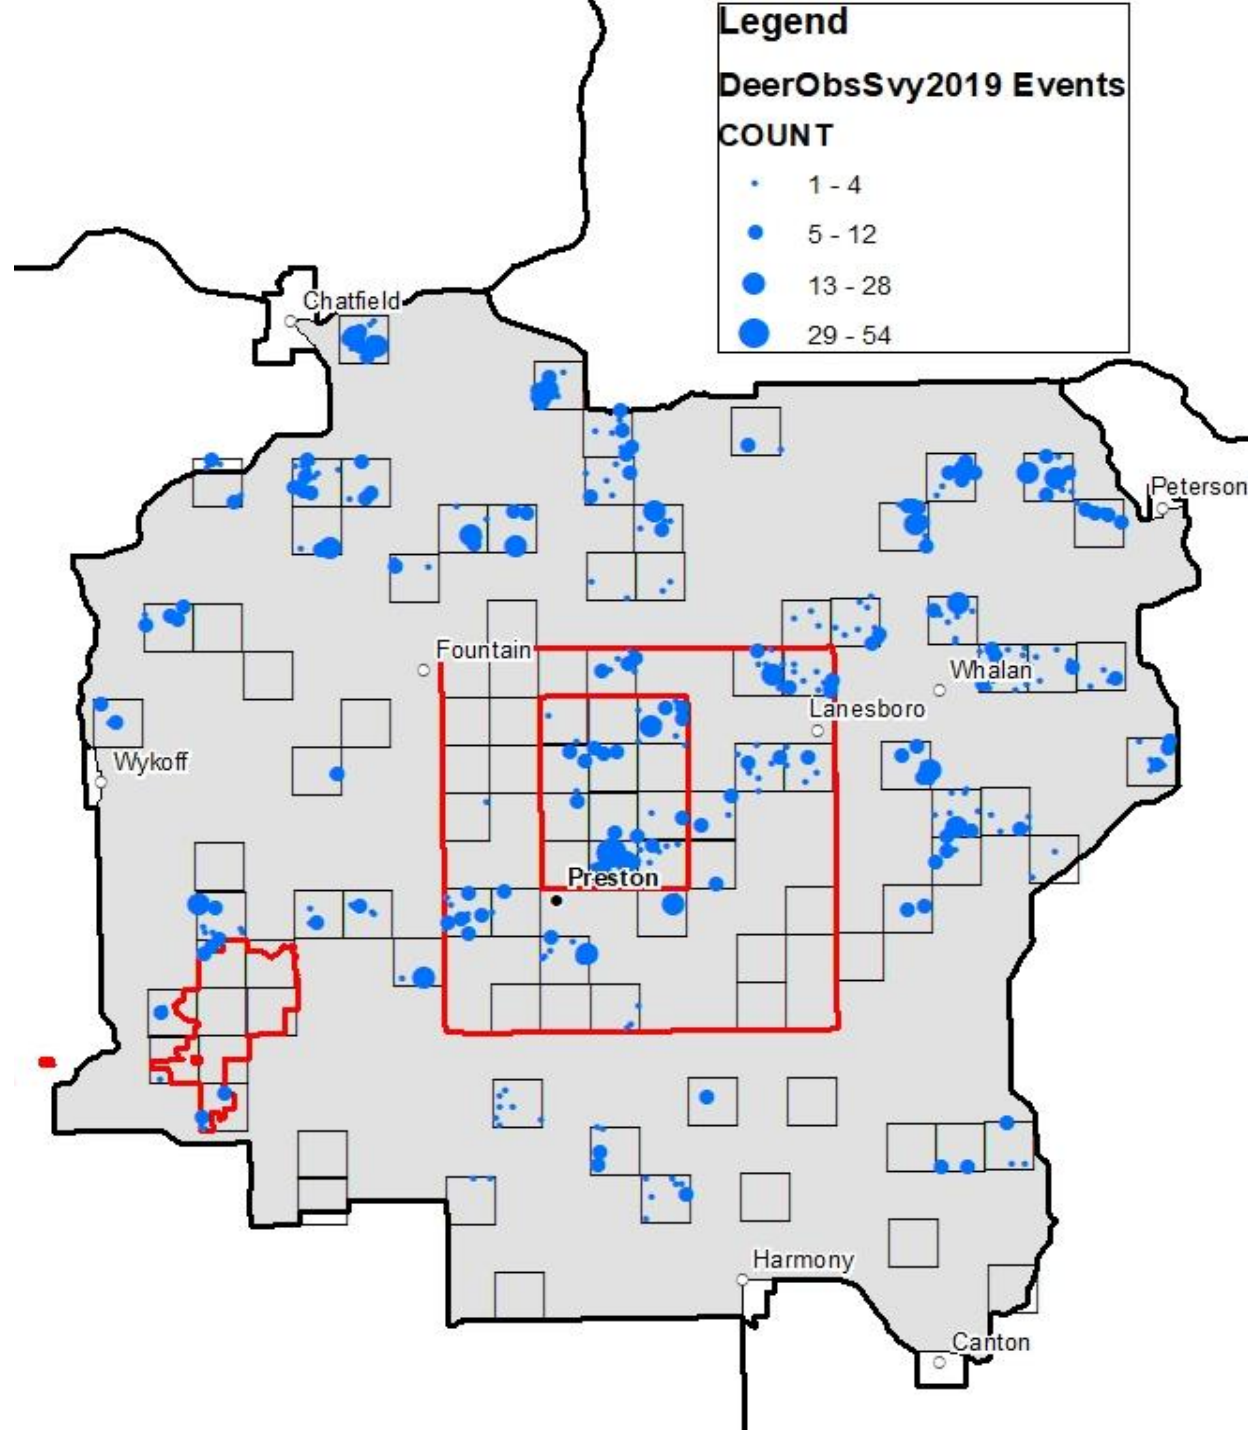 Legend
DeerObsSvy2019 Events
COUNT
1 - 4
5 - 12
13 - 28
29 - 54
Chatfield
Peterson
Fountain
Whalan
Lanesboro
Wykoff
Preston
Harmony
Canton